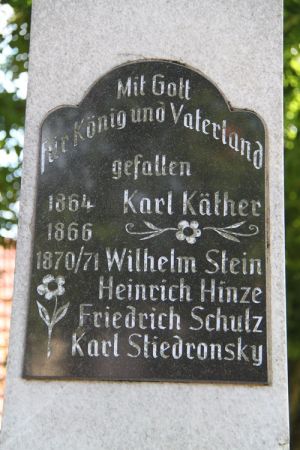 Mit Gott
für König und Vaterland
gefallen
1864 Karl Käther
1866
1870/71 Wilhelm Stein
Heinrich Hinze
Friedrich Schulz
Karl Stiedronsky